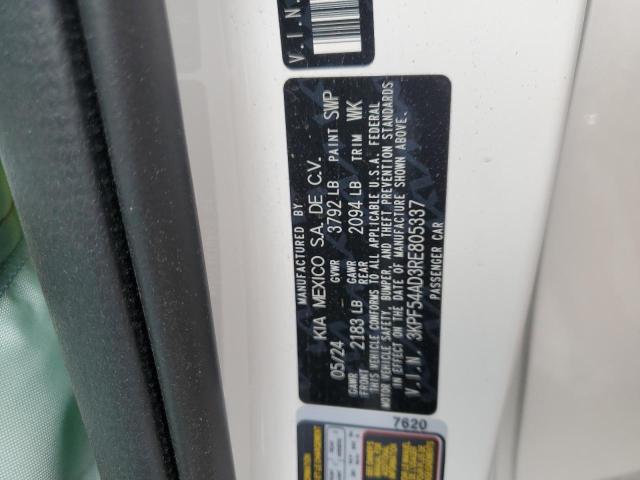 V.I.N.
MANUFACTURED BY
KIA MEXICO S.A. DE C.V.
05/24 GVWR 3792 LB PAINT SWP
GAWR FRONT 2183 LB GAWR REAR 2094 LB TRIM WK
THIS VEHICLE CONFORMS TO ALL APPLICABLE U.S.A. FEDERAL
MOTOR VEHICLE SAFETY, BUMPER, AND THEFT PREVENTION STANDARDS
IN EFFECT ON THE DATE OF MANUFACTURE SHOWN ABOVE.
V.I.N. 3KPF54AD3RE805337
PASSENGER CAR
7620